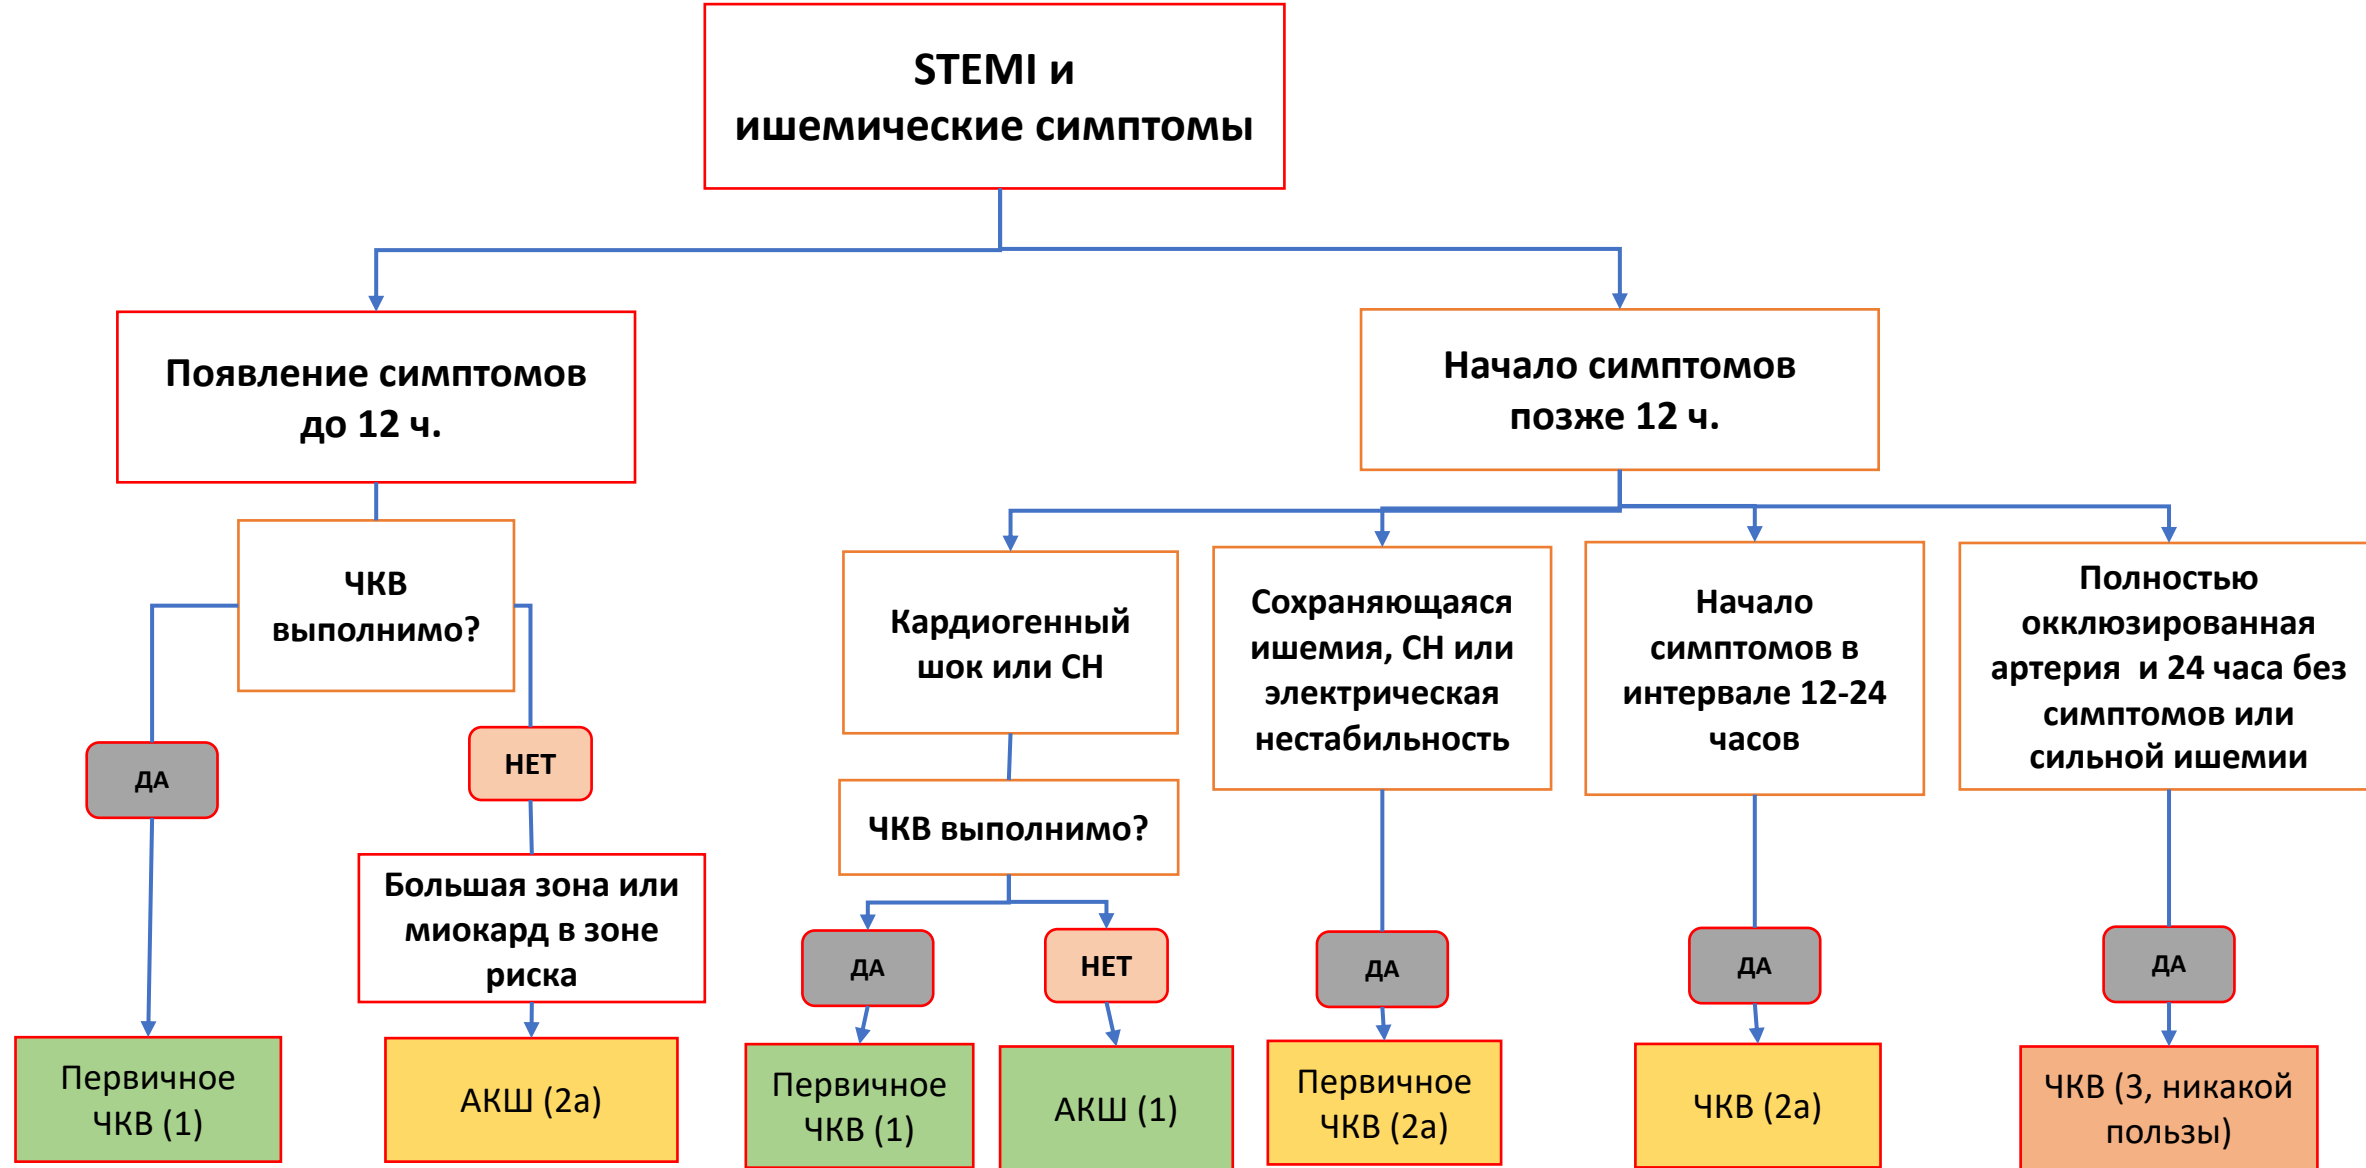 STEMI и
ишемические симптомы
Появление симптомов
до 12 ч.
Начало симптомов
позже 12 ч.
ЧКВ
выполнимо?
ДА
НЕТ
Большая зона или
миокард в зоне
риска
Первичное
ЧКВ (1)
АКШ (2а)
Кардиогенный
шок или СН
ЧКВ выполнимо?
ДА
НЕТ
Первичное
ЧКВ (1)
АКШ (1)
Сохраняющаяся
ишемия, СН или
электрическая
нестабильность
ДА
Первичное
ЧКВ (2а)
Начало
симптомов в
интервале 12-24
часов
ДА
ЧКВ (2а)
Полностью
окклюзированная
артерия и 24 часа без
симптомов или
сильной ишемии
ДА
ЧКВ (3, никакой
пользы)